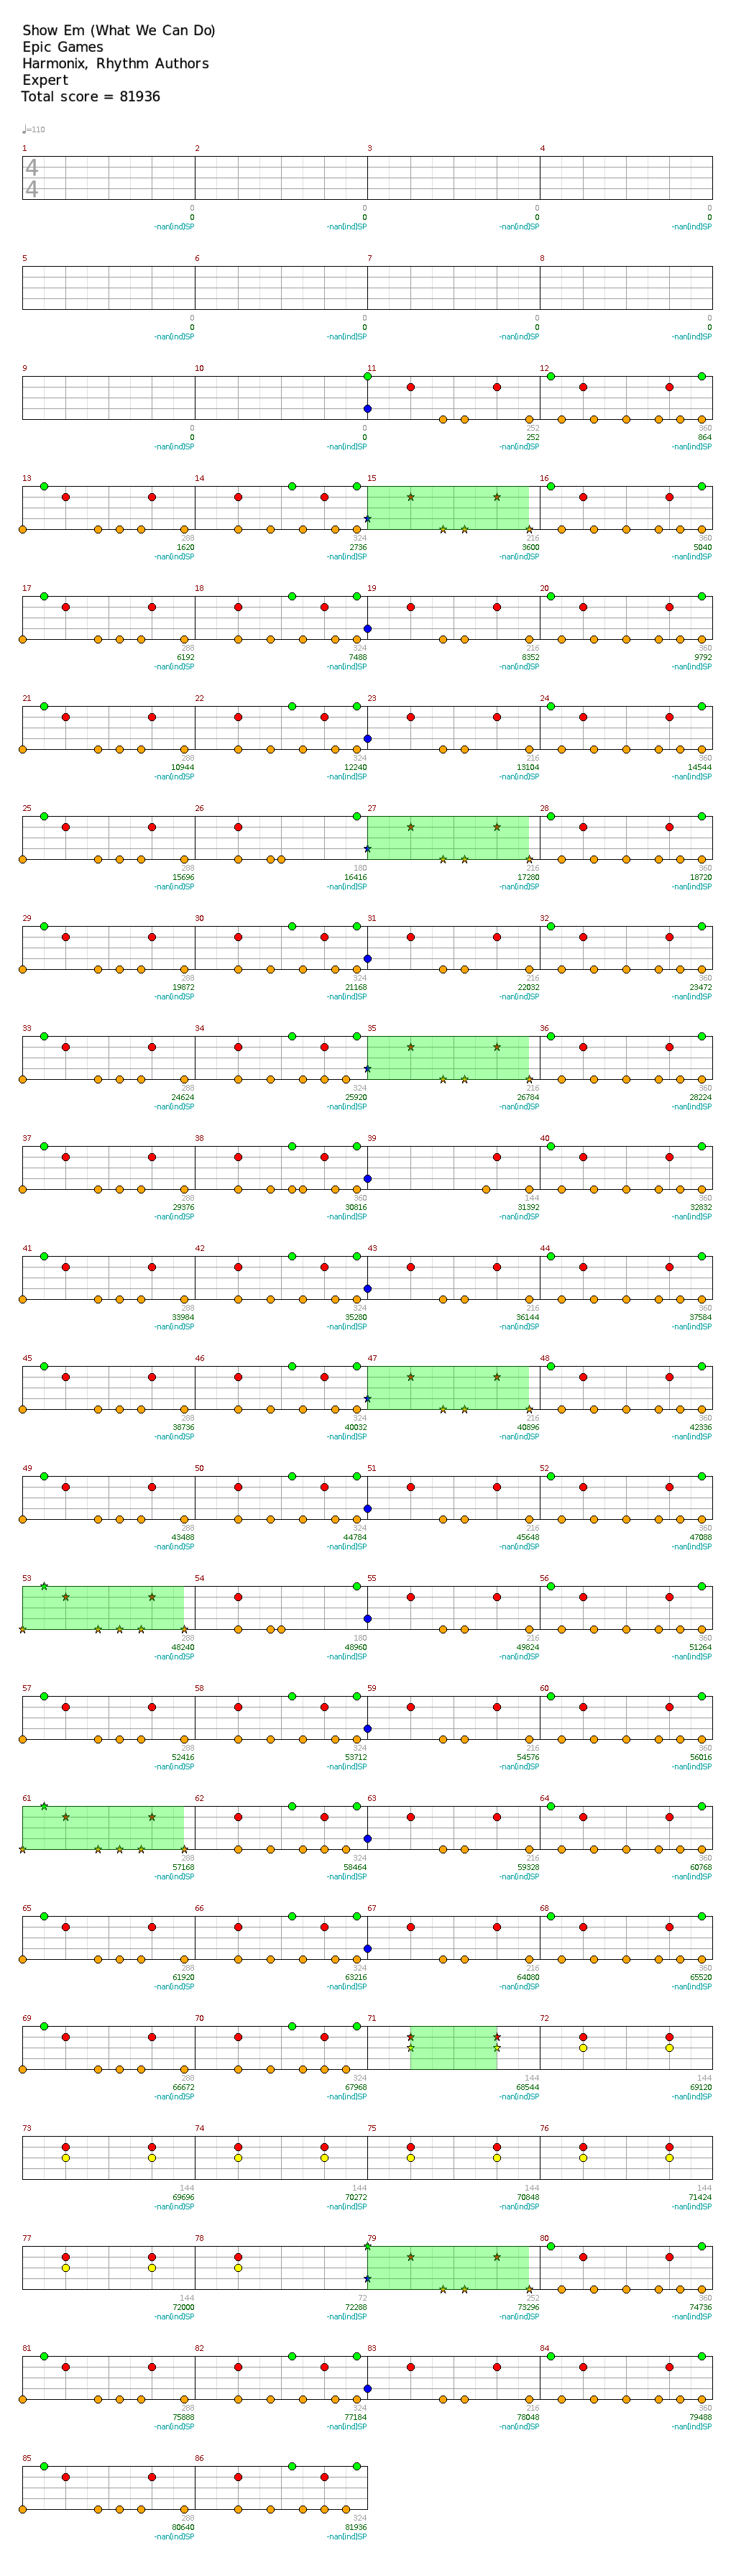 Show Em (What We Can Do)
Epic Games
Harmonix, Rhythm Authors
Expert
Total score = 81936
♩=110
1 2 3 4
4
4
0 0 0 0
0 0 0 0
-nan(ind)SP -nan(ind)SP -nan(ind)SP -nan(ind)SP
5 6 7 8
0 0 0 0
0 0 0 0
-nan(ind)SP -nan(ind)SP -nan(ind)SP -nan(ind)SP
9 10 11 12
0 0 252 360
0 0 252 864
-nan(ind)SP -nan(ind)SP -nan(ind)SP -nan(ind)SP
13 14 15 16
288 324 216 360
1620 2736 3600 5040
-nan(ind)SP -nan(ind)SP -nan(ind)SP -nan(ind)SP
17 18 19 20
288 324 216 360
6192 7488 8352 9792
-nan(ind)SP -nan(ind)SP -nan(ind)SP -nan(ind)SP
21 22 23 24
288 324 216 360
10944 12240 13104 14544
-nan(ind)SP -nan(ind)SP -nan(ind)SP -nan(ind)SP
25 26 27 28
288 180 216 360
15696 16416 17280 18720
-nan(ind)SP -nan(ind)SP -nan(ind)SP -nan(ind)SP
29 30 31 32
288 324 216 360
19872 21168 22032 23472
-nan(ind)SP -nan(ind)SP -nan(ind)SP -nan(ind)SP
33 34 35 36
288 324 216 360
24624 25920 26784 28224
-nan(ind)SP -nan(ind)SP -nan(ind)SP -nan(ind)SP
37 38 39 40
288 360 144 360
29376 30816 31392 32832
-nan(ind)SP -nan(ind)SP -nan(ind)SP -nan(ind)SP
41 42 43 44
288 324 216 360
33984 35280 36144 37584
-nan(ind)SP -nan(ind)SP -nan(ind)SP -nan(ind)SP
45 46 47 48
288 324 216 360
38736 40032 40896 42336
-nan(ind)SP -nan(ind)SP -nan(ind)SP -nan(ind)SP
49 50 51 52
288 324 216 360
43488 44784 45648 47088
-nan(ind)SP -nan(ind)SP -nan(ind)SP -nan(ind)SP
53 54 55 56
288 180 216 360
48240 48960 49824 51264
-nan(ind)SP -nan(ind)SP -nan(ind)SP -nan(ind)SP
57 58 59 60
288 324 216 360
52416 53712 54576 56016
-nan(ind)SP -nan(ind)SP -nan(ind)SP -nan(ind)SP
61 62 63 64
288 324 216 360
57168 58464 59328 60768
-nan(ind)SP -nan(ind)SP -nan(ind)SP -nan(ind)SP
65 66 67 68
288 324 216 360
61920 63216 64080 65520
-nan(ind)SP -nan(ind)SP -nan(ind)SP -nan(ind)SP
69 70 71 72
288 324 144 144
66672 67968 68544 69120
-nan(ind)SP -nan(ind)SP -nan(ind)SP -nan(ind)SP
73 74 75 76
144 144 144 144
69696 70272 70848 71424
-nan(ind)SP -nan(ind)SP -nan(ind)SP -nan(ind)SP
77 78 79 80
144 72 252 360
72000 72288 73296 74736
-nan(ind)SP -nan(ind)SP -nan(ind)SP -nan(ind)SP
81 82 83 84
288 324 216 360
75888 77184 78048 79488
-nan(ind)SP -nan(ind)SP -nan(ind)SP -nan(ind)SP
85 86
288 324
80640 81936
-nan(ind)SP -nan(ind)SP